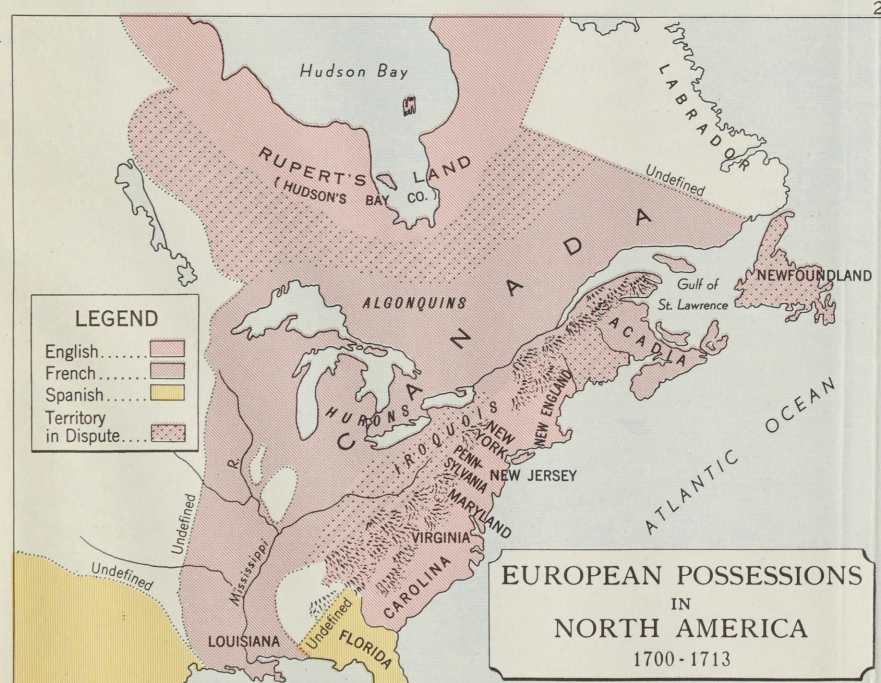 2
Hudson Bay
LABRADOR
RUPERT'S LAND
(HUDSON'S BAY CO.)
Undefined
CANADA
ALGONQUINS
NEWFOUNDLAND
Gulf of
St. Lawrence
ACADIA
LEGEND
English......
French......
Spanish......
Territory
in Dispute....
HURONS
IROQUOIS
NEW ENGLAND
NEW
YORK
PENN-
SYLVANIA
NEW JERSEY
MARYLAND
VIRGINIA
CAROLINA
ATLANTIC OCEAN
Mississippi R.
Undefined
Undefined
LOUISIANA
Undefined
FLORIDA
EUROPEAN POSSESSIONS
IN
NORTH AMERICA
1700-1713